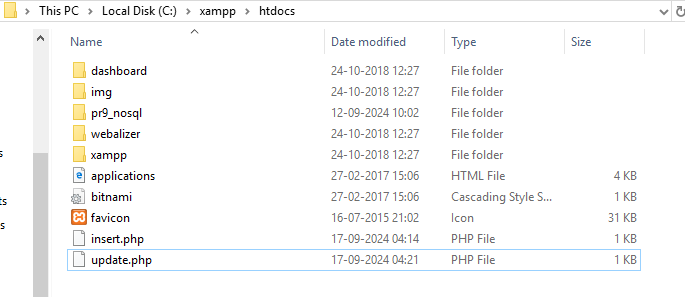 This PC > Local Disk (C:) > xampp > htdocs
Name Date modified Type Size
dashboard 24-10-2018 12:27 File folder
img 24-10-2018 12:27 File folder
pr9_nosql 12-09-2024 10:02 File folder
webalizer 24-10-2018 12:27 File folder
xampp 24-10-2018 12:27 File folder
applications 27-02-2017 15:06 HTML File 4 KB
bitnami 27-02-2017 15:06 Cascading Style S... 1 KB
favicon 16-07-2015 21:02 Icon 31 KB
insert.php 17-09-2024 04:14 PHP File 1 KB
update.php 17-09-2024 04:21 PHP File 1 KB